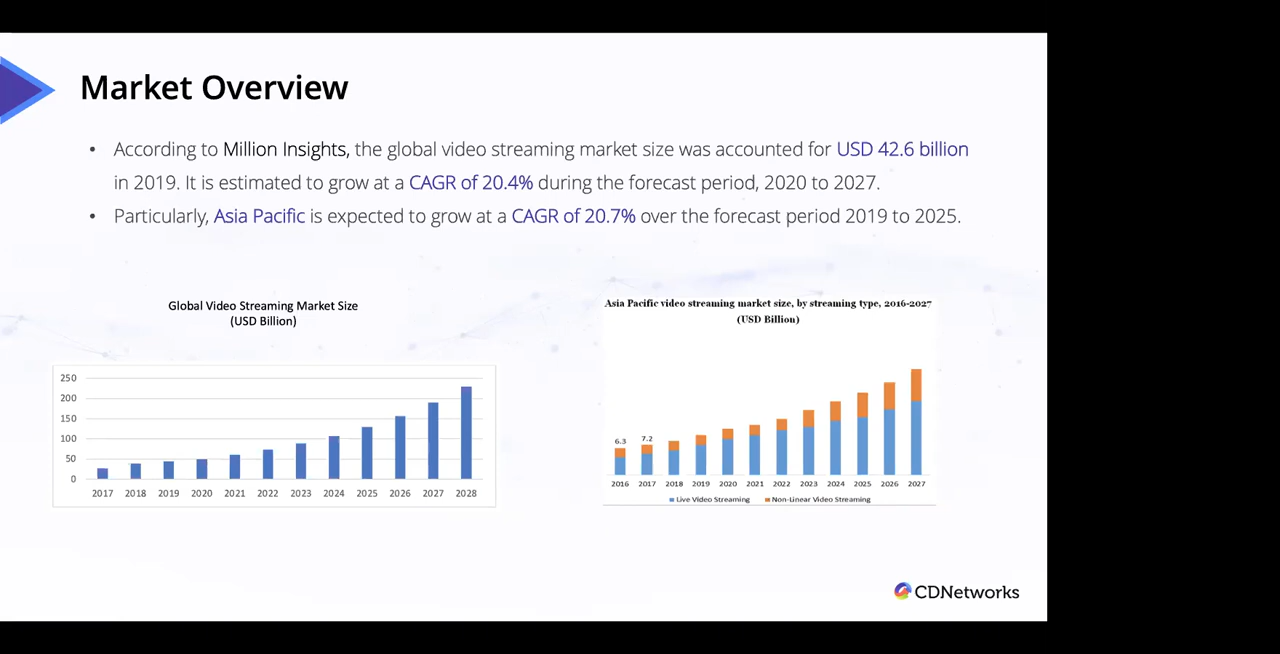 Market Overview
• According to Million Insights, the global video streaming market size was accounted for USD 42.6 billion
in 2019. It is estimated to grow at a CAGR of 20.4% during the forecast period, 2020 to 2027.
• Particularly, Asia Pacific is expected to grow at a CAGR of 20.7% over the forecast period 2019 to 2025.
Global Video Streaming Market Size
(USD Billion)
250
200
150
100
50
0
2017 2018 2019 2020 2021 2022 2023 2024 2025 2026 2027 2028
Asia Pacific video streaming market size, by streaming type, 2016-2027
(USD Billion)
6.3 7.2
2016 2017 2018 2019 2020 2021 2022 2023 2024 2025 2026 2027
Live Video Streaming Non-Linear Video Streaming
CDNetworks